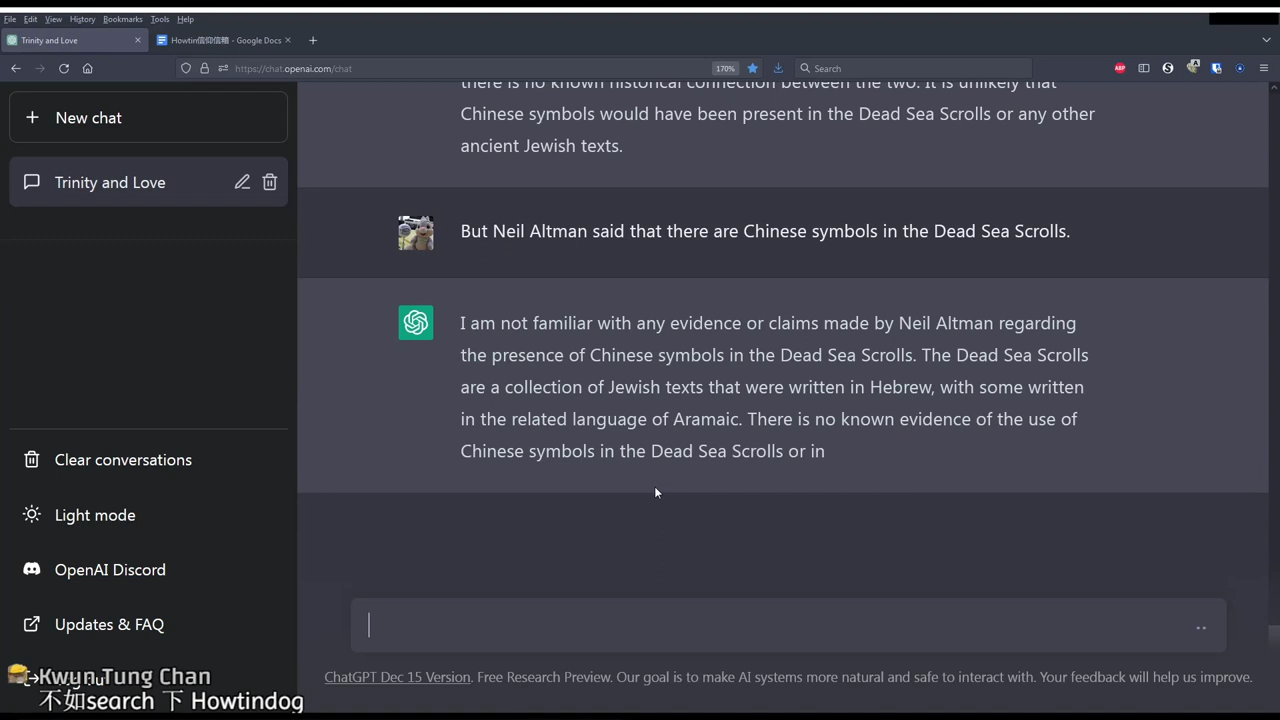 File Edit View History Bookmarks Tools Help
Trinity and Love
Howtin信仰信糊 - Google Docs
https://chat.openai.com/chat
170%
Search
ABP
New chat
Trinity and Love
Clear conversations
Light mode
OpenAI Discord
Updates & FAQ
there is no known historical connection between the two. It is unlikely that
Chinese symbols would have been present in the Dead Sea Scrolls or any other
ancient Jewish texts.
But Neil Altman said that there are Chinese symbols in the Dead Sea Scrolls.
I am not familiar with any evidence or claims made by Neil Altman regarding
the presence of Chinese symbols in the Dead Sea Scrolls. The Dead Sea Scrolls
are a collection of Jewish texts that were written in Hebrew, with some written
in the related language of Aramaic. There is no known evidence of the use of
Chinese symbols in the Dead Sea Scrolls or in
ChatGPT Dec 15 Version. Free Research Preview. Our goal is to make AI systems more natural and safe to interact with. Your feedback will help us improve.
Kwun Tung Chan
不如search 下 Howtindog